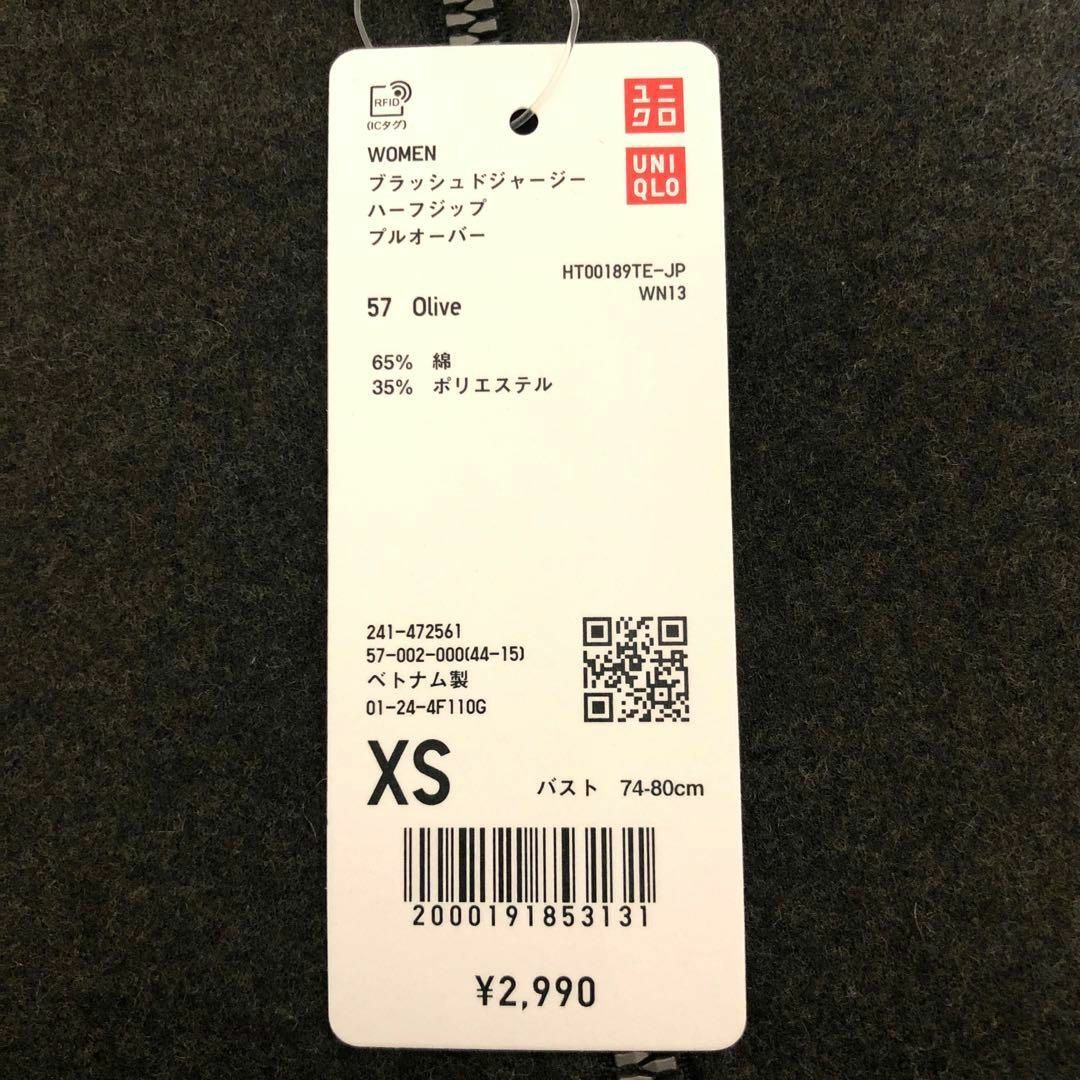 RFID
(ICタグ)
ユニ
クロ
UNI
QLO
WOMEN
ブラッシュドジャージー
ハーフジップ
プルオーバー
HT00189TE-JP
WN13
57 Olive
65% 綿
35% ポリエステル
241-472561
57-002-000(44-15)
ベトナム製
01-24-4F110G
XS
バスト 74-80cm
2000191853131
¥2,990